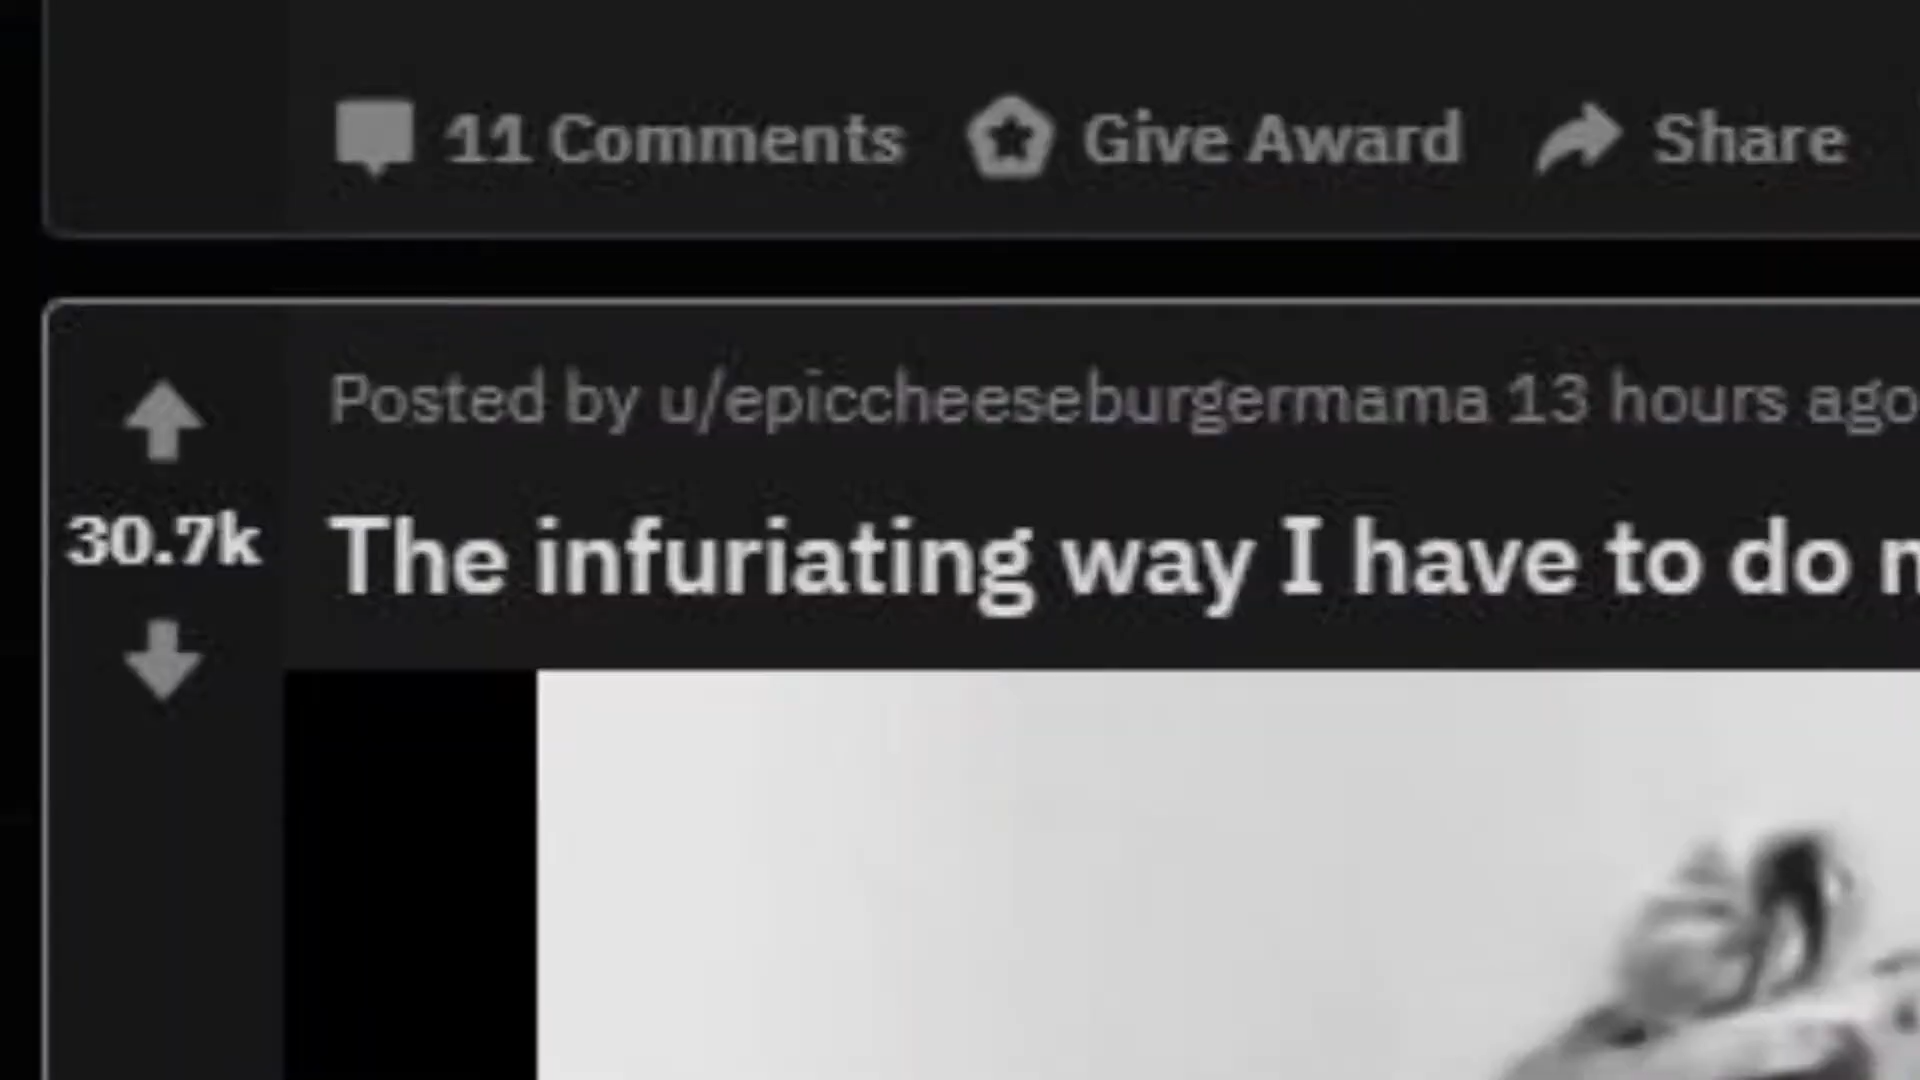 11 Comments Give Award Share
Posted by u/epiccheeseburgermama 13 hours ago
30.7k
The infuriating way I have to do